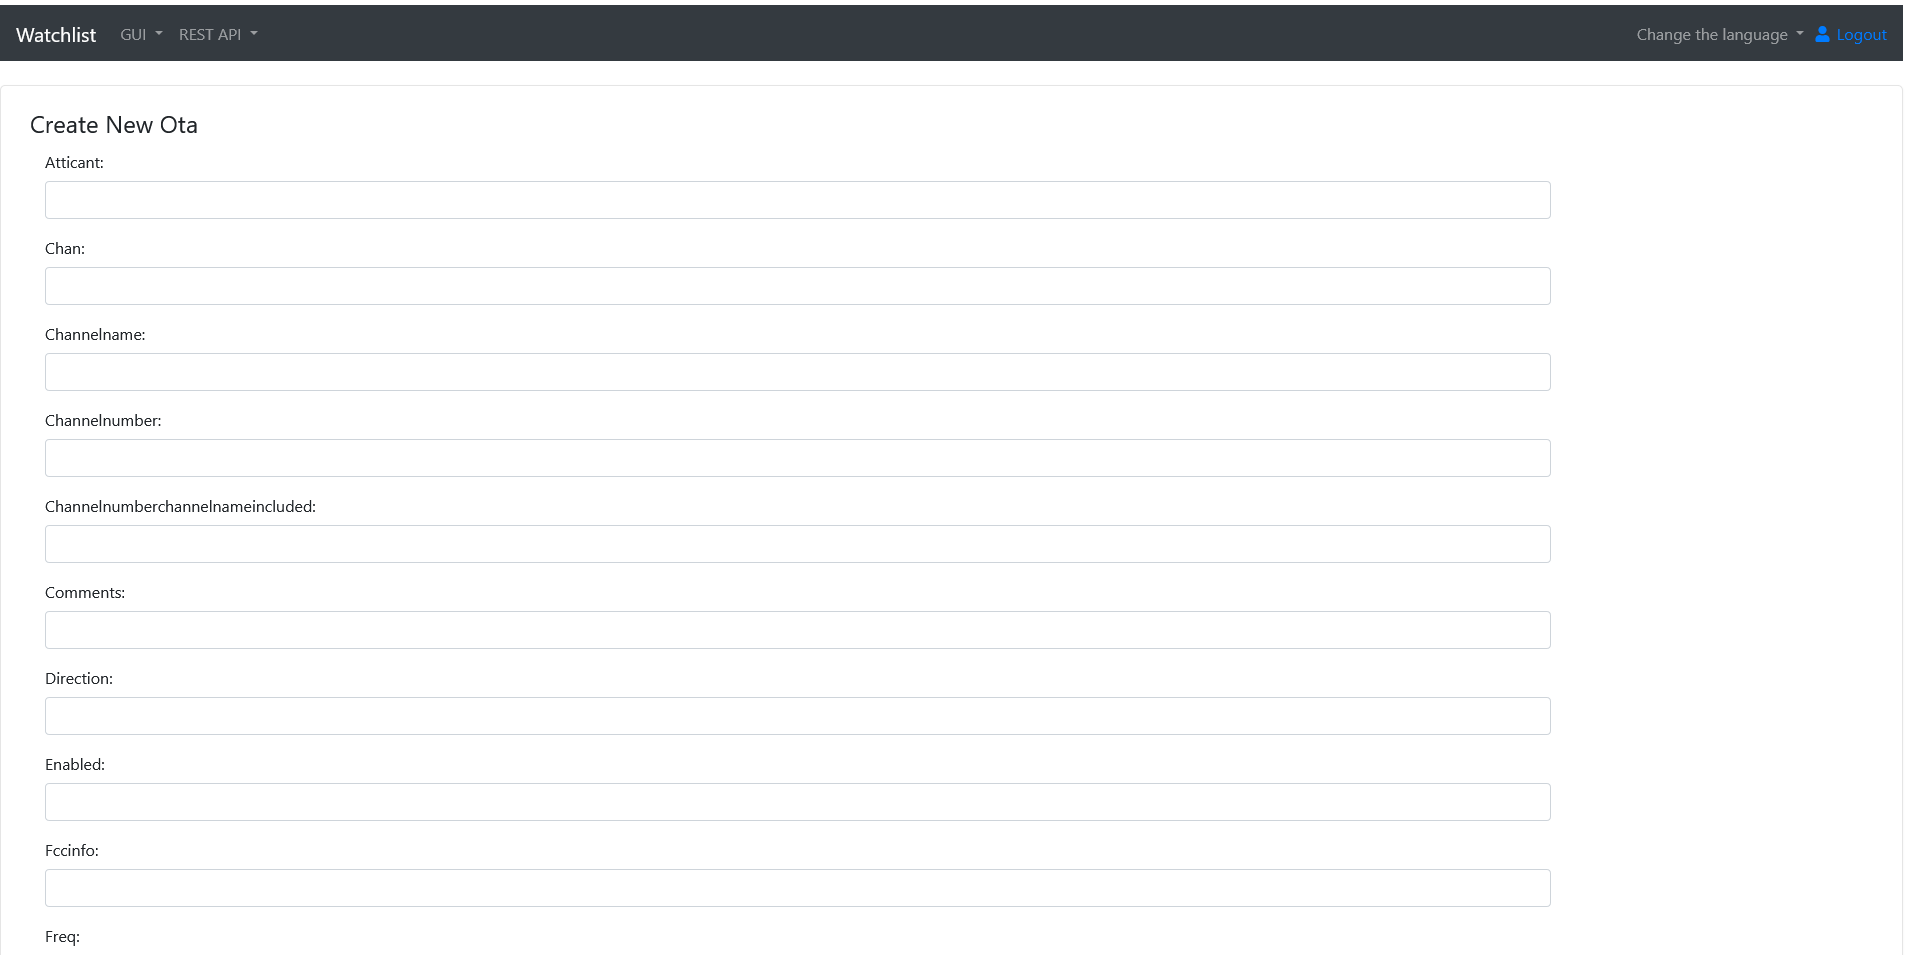 Watchlist GUI REST API Change the language Logout
Create New Ota
Atticant:
Chan:
Channelname:
Channelnumber:
Channelnumberchannelnameincluded:
Comments:
Direction:
Enabled:
Fccinfo:
Freq: